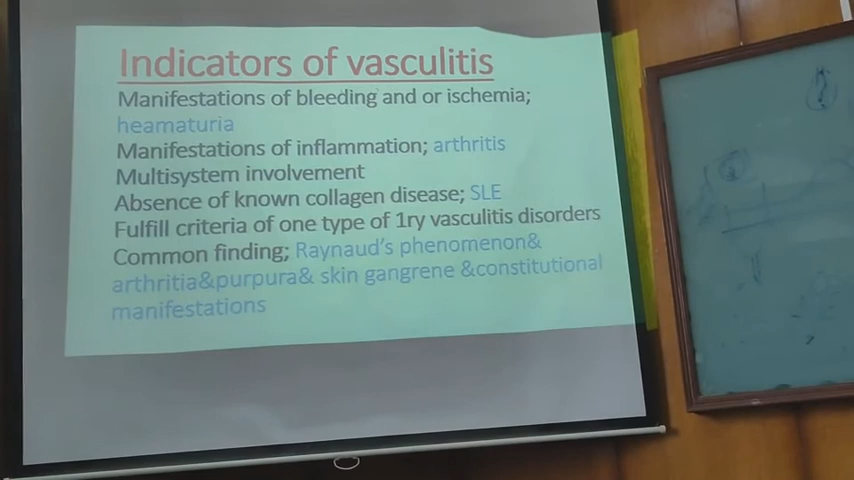 Indicators of vasculitis
Manifestations of bleeding and or ischemia;
heamaturia
Manifestations of inflammation; arthritis
Multisystem involvement
Absence of known collagen disease; SLE
Fulfill criteria of one type of 1ry vasculitis disorders
Common finding; Raynaud's phenomenon&
arthritia&purpura& skin gangrene &constitutional
manifestations